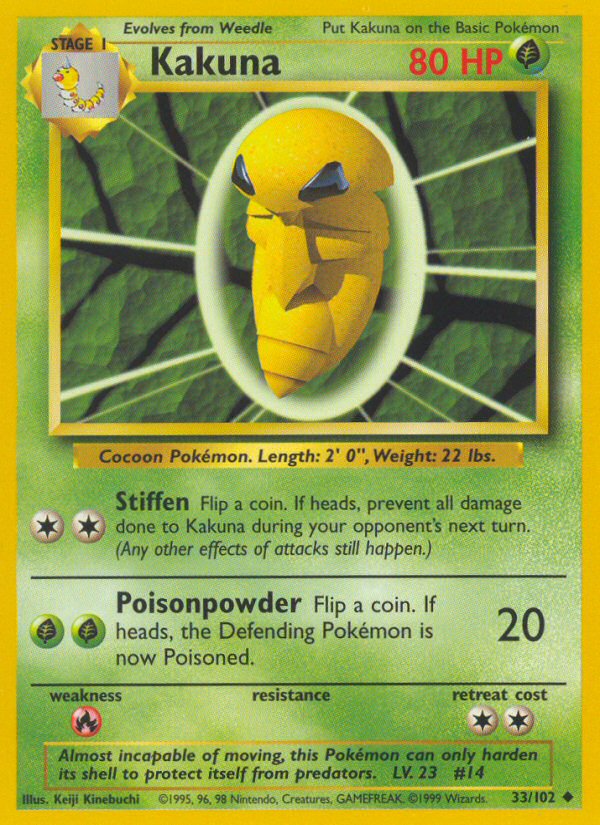 Evolves from Weedle Put Kakuna on the Basic Pokémon
STAGE 1
Kakuna 80 HP
Cocoon Pokémon. Length: 2' 0", Weight: 22 lbs.
Stiffen Flip a coin. If heads, prevent all damage
done to Kakuna during your opponent's next turn.
(Any other effects of attacks still happen.)
Poisonpowder Flip a coin. If
heads, the Defending Pokémon is
now Poisoned.
20
weakness resistance retreat cost
Almost incapable of moving, this Pokémon can only harden
its shell to protect itself from predators. LV. 23 #14
Illus. Keiji Kinebuchi ©1995, 96, 98 Nintendo, Creatures, GAMEFREAK. ©1999 Wizards. 33/102